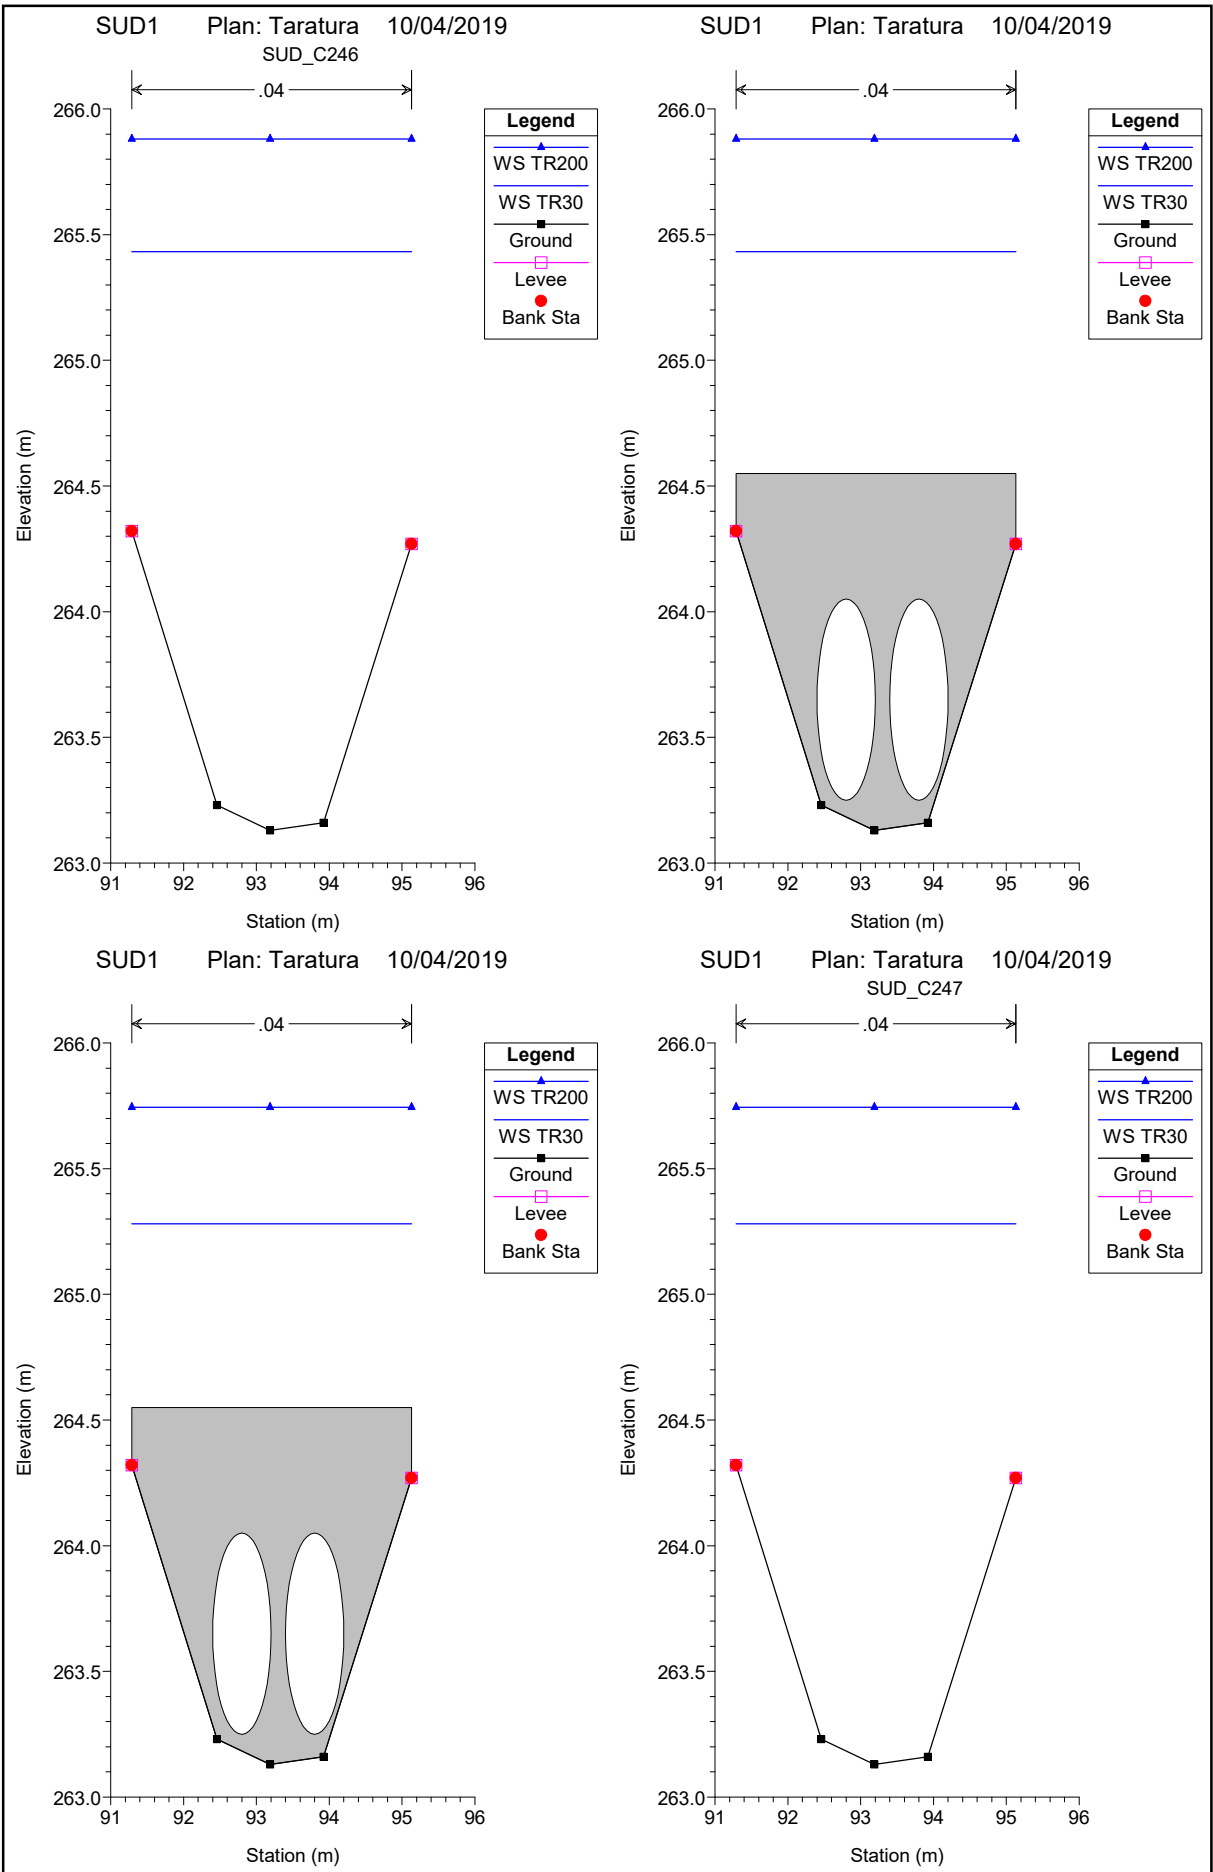 SUD1 Plan: Taratura 10/04/2019
SUD_C246
.04
266.0
265.5
265.0
264.5
264.0
263.5
263.0
91 92 93 94 95 96
Station (m)
Elevation (m)
Legend
WS TR200
WS TR30
Ground
Levee
Bank Sta
SUD1 Plan: Taratura 10/04/2019
.04
266.0
265.5
265.0
264.5
264.0
263.5
263.0
91 92 93 94 95 96
Station (m)
Elevation (m)
Legend
WS TR200
WS TR30
Ground
Levee
Bank Sta
SUD1 Plan: Taratura 10/04/2019
.04
266.0
265.5
265.0
264.5
264.0
263.5
263.0
91 92 93 94 95 96
Station (m)
Elevation (m)
Legend
WS TR200
WS TR30
Ground
Levee
Bank Sta
SUD1 Plan: Taratura 10/04/2019
SUD_C247
.04
266.0
265.5
265.0
264.5
264.0
263.5
263.0
91 92 93 94 95 96
Station (m)
Elevation (m)
Legend
WS TR200
WS TR30
Ground
Levee
Bank Sta